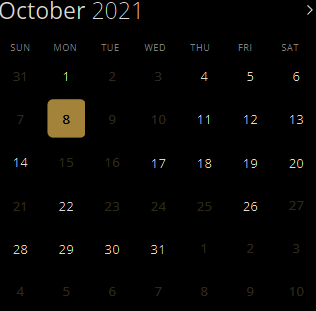 October 2021
SUN MON TUE WED THU FRI SAT
31 1 2 3 4 5 6
7 8 9 10 11 12 13
14 15 16 17 18 19 20
21 22 23 24 25 26 27
28 29 30 31 1 2 3
4 5 6 7 8 9 10